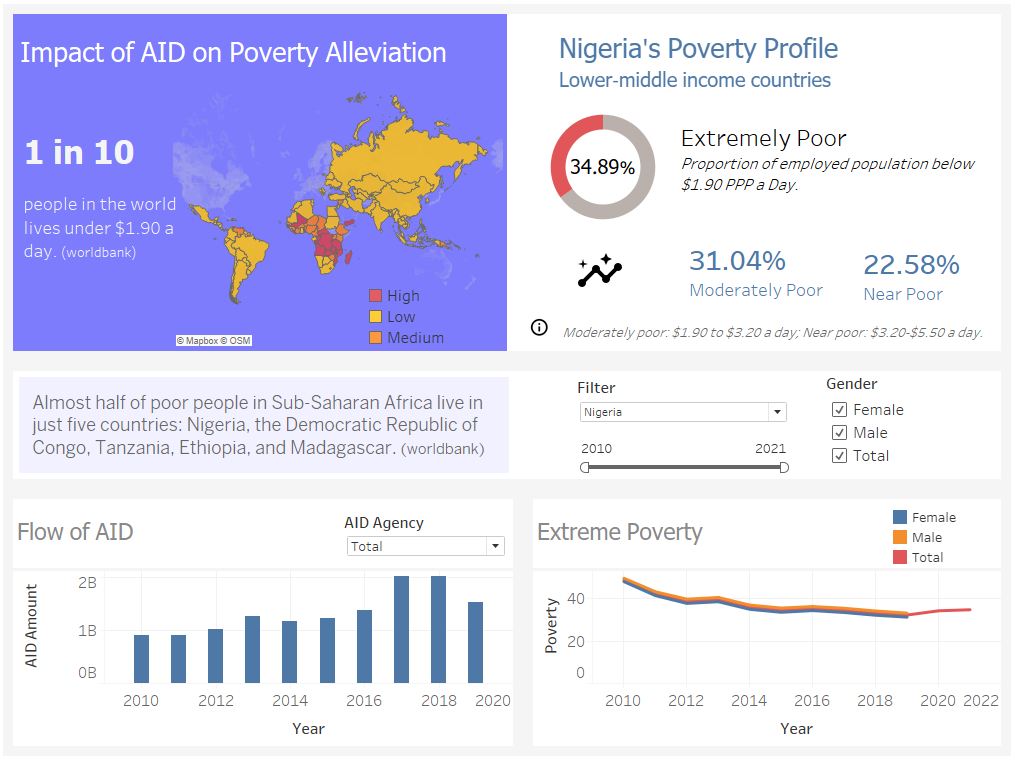 Impact of AID on Poverty Alleviation
1 in 10
people in the world
lives under $1.90 a
day. (worldbank)
High
Low
Medium
© Mapbox © OSM
Nigeria's Poverty Profile
Lower-middle income countries
34.89%
Extremely Poor
Proportion of employed population below
$1.90 PPP a Day.
31.04%
Moderately Poor
22.58%
Near Poor
Moderately poor: $1.90 to $3.20 a day; Near poor: $3.20-$5.50 a day.
Almost half of poor people in Sub-Saharan Africa live in
just five countries: Nigeria, the Democratic Republic of
Congo, Tanzania, Ethiopia, and Madagascar. (worldbank)
Filter
Nigeria
2010 2021
Gender
Female
Male
Total
Flow of AID
AID Agency
Total
AID Amount
2B
1B
0B
2010 2012 2014 2016 2018 2020
Year
Extreme Poverty
Female
Male
Total
Poverty
40
20
0
2010 2012 2014 2016 2018 2020 2022
Year